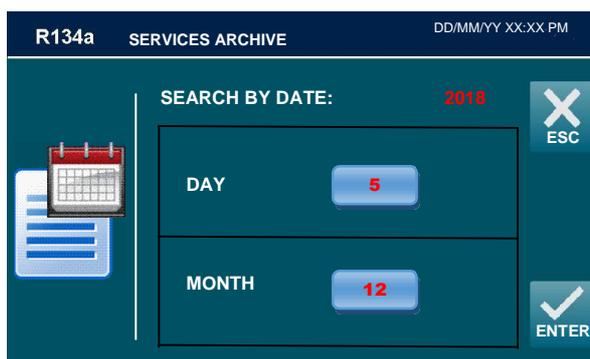 R134a SERVICES ARCHIVE DD/MM/YY XX:XX PM
SEARCH BY DATE: 2018
ESC
DAY 5
MONTH 12
ENTER